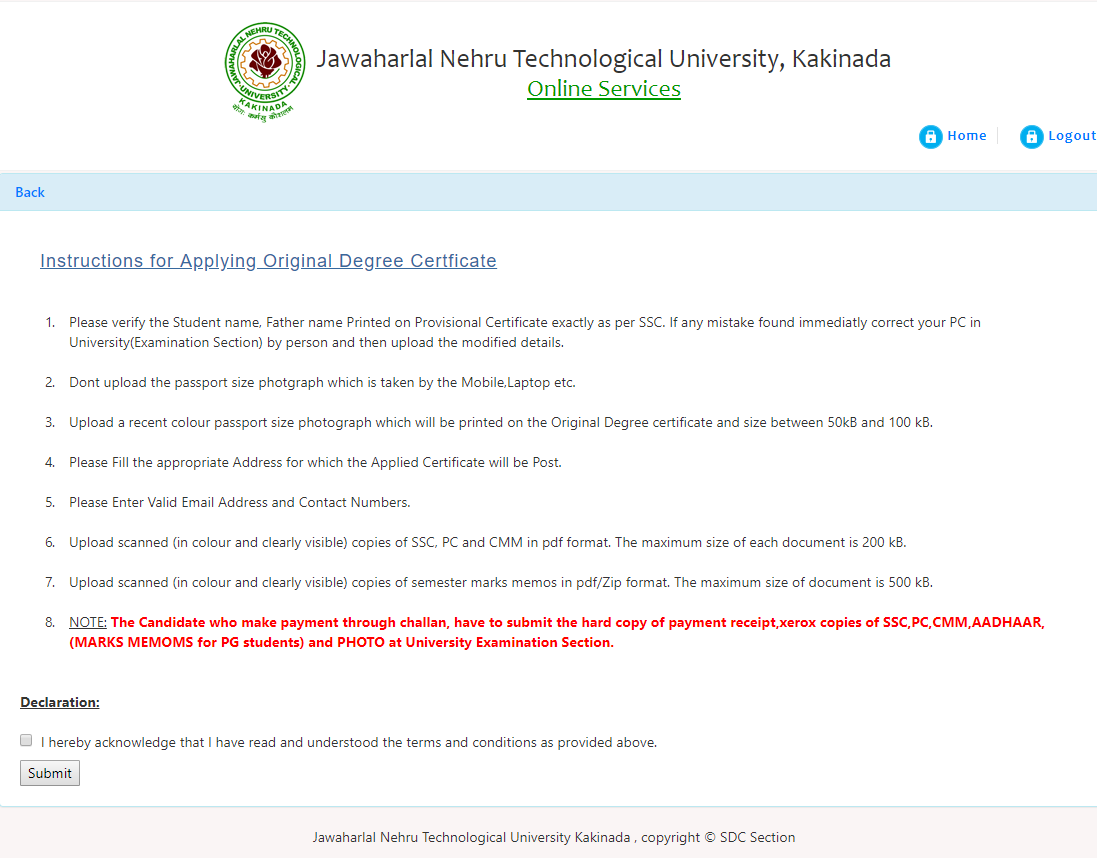 JAWAHARLAL NEHRU TECHNOLOGICAL UNIVERSITY
KAKINADA
योगः कर्मसु कौशलम्
Jawaharlal Nehru Technological University, Kakinada
Online Services
Home
Logout
Back
Instructions for Applying Original Degree Certficate
1. Please verify the Student name, Father name Printed on Provisional Certificate exactly as per SSC. If any mistake found immediatly correct your PC in
University(Examination Section) by person and then upload the modified details.
2. Dont upload the passport size photgraph which is taken by the Mobile,Laptop etc.
3. Upload a recent colour passport size photograph which will be printed on the Original Degree certificate and size between 50kB and 100 kB.
4. Please Fill the appropriate Address for which the Applied Certificate will be Post.
5. Please Enter Valid Email Address and Contact Numbers.
6. Upload scanned (in colour and clearly visible) copies of SSC, PC and CMM in pdf format. The maximum size of each document is 200 kB.
7. Upload scanned (in colour and clearly visible) copies of semester marks memos in pdf/Zip format. The maximum size of document is 500 kB.
8. NOTE: The Candidate who make payment through challan, have to submit the hard copy of payment receipt,xerox copies of SSC,PC,CMM,AADHAAR,
(MARKS MEMOMS for PG students) and PHOTO at University Examination Section.
Declaration:
I hereby acknowledge that I have read and understood the terms and conditions as provided above.
Submit
Jawaharlal Nehru Technological University Kakinada , copyright © SDC Section